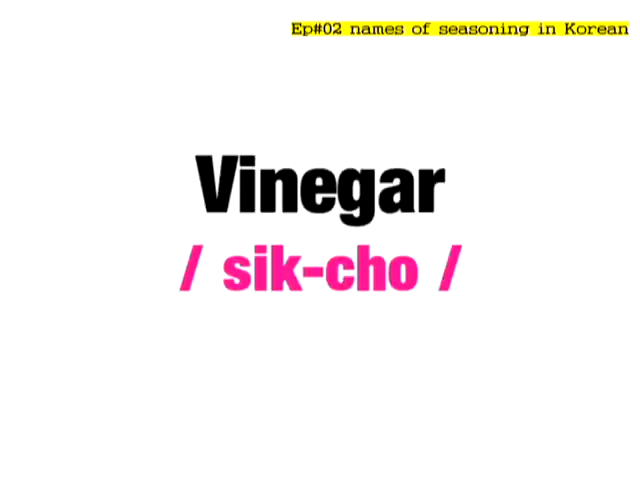 Ep#02 names of seasoning in Korean
Vinegar
/ sik-cho /